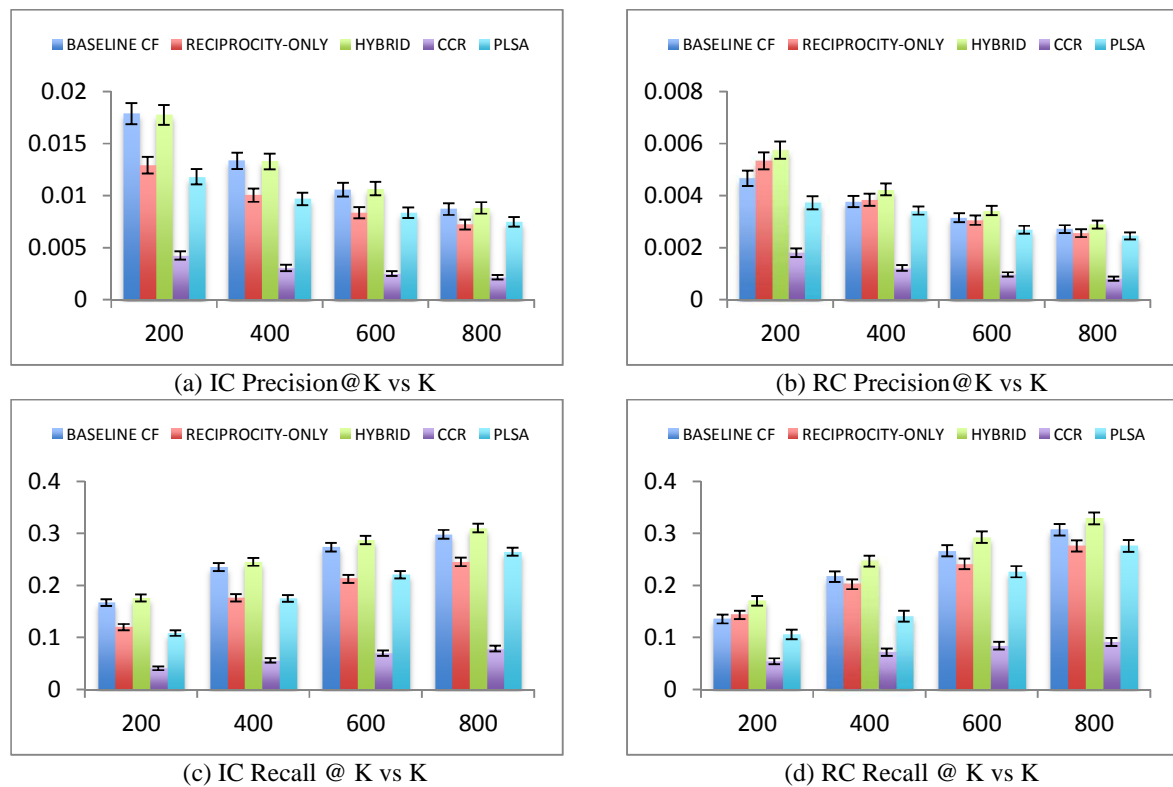 BASELINE CF RECIPROCITY-ONLY HYBRID CCR PLSA
0.02
0.015
0.01
0.005
0
200 400 600 800
(a) IC Precision@K vs K
BASELINE CF RECIPROCITY-ONLY HYBRID CCR PLSA
0.008
0.006
0.004
0.002
0
200 400 600 800
(b) RC Precision@K vs K
BASELINE CF RECIPROCITY-ONLY HYBRID CCR PLSA
0.4
0.3
0.2
0.1
0
200 400 600 800
(c) IC Recall @ K vs K
BASELINE CF RECIPROCITY-ONLY HYBRID CCR PLSA
0.4
0.3
0.2
0.1
0
200 400 600 800
(d) RC Recall @ K vs K